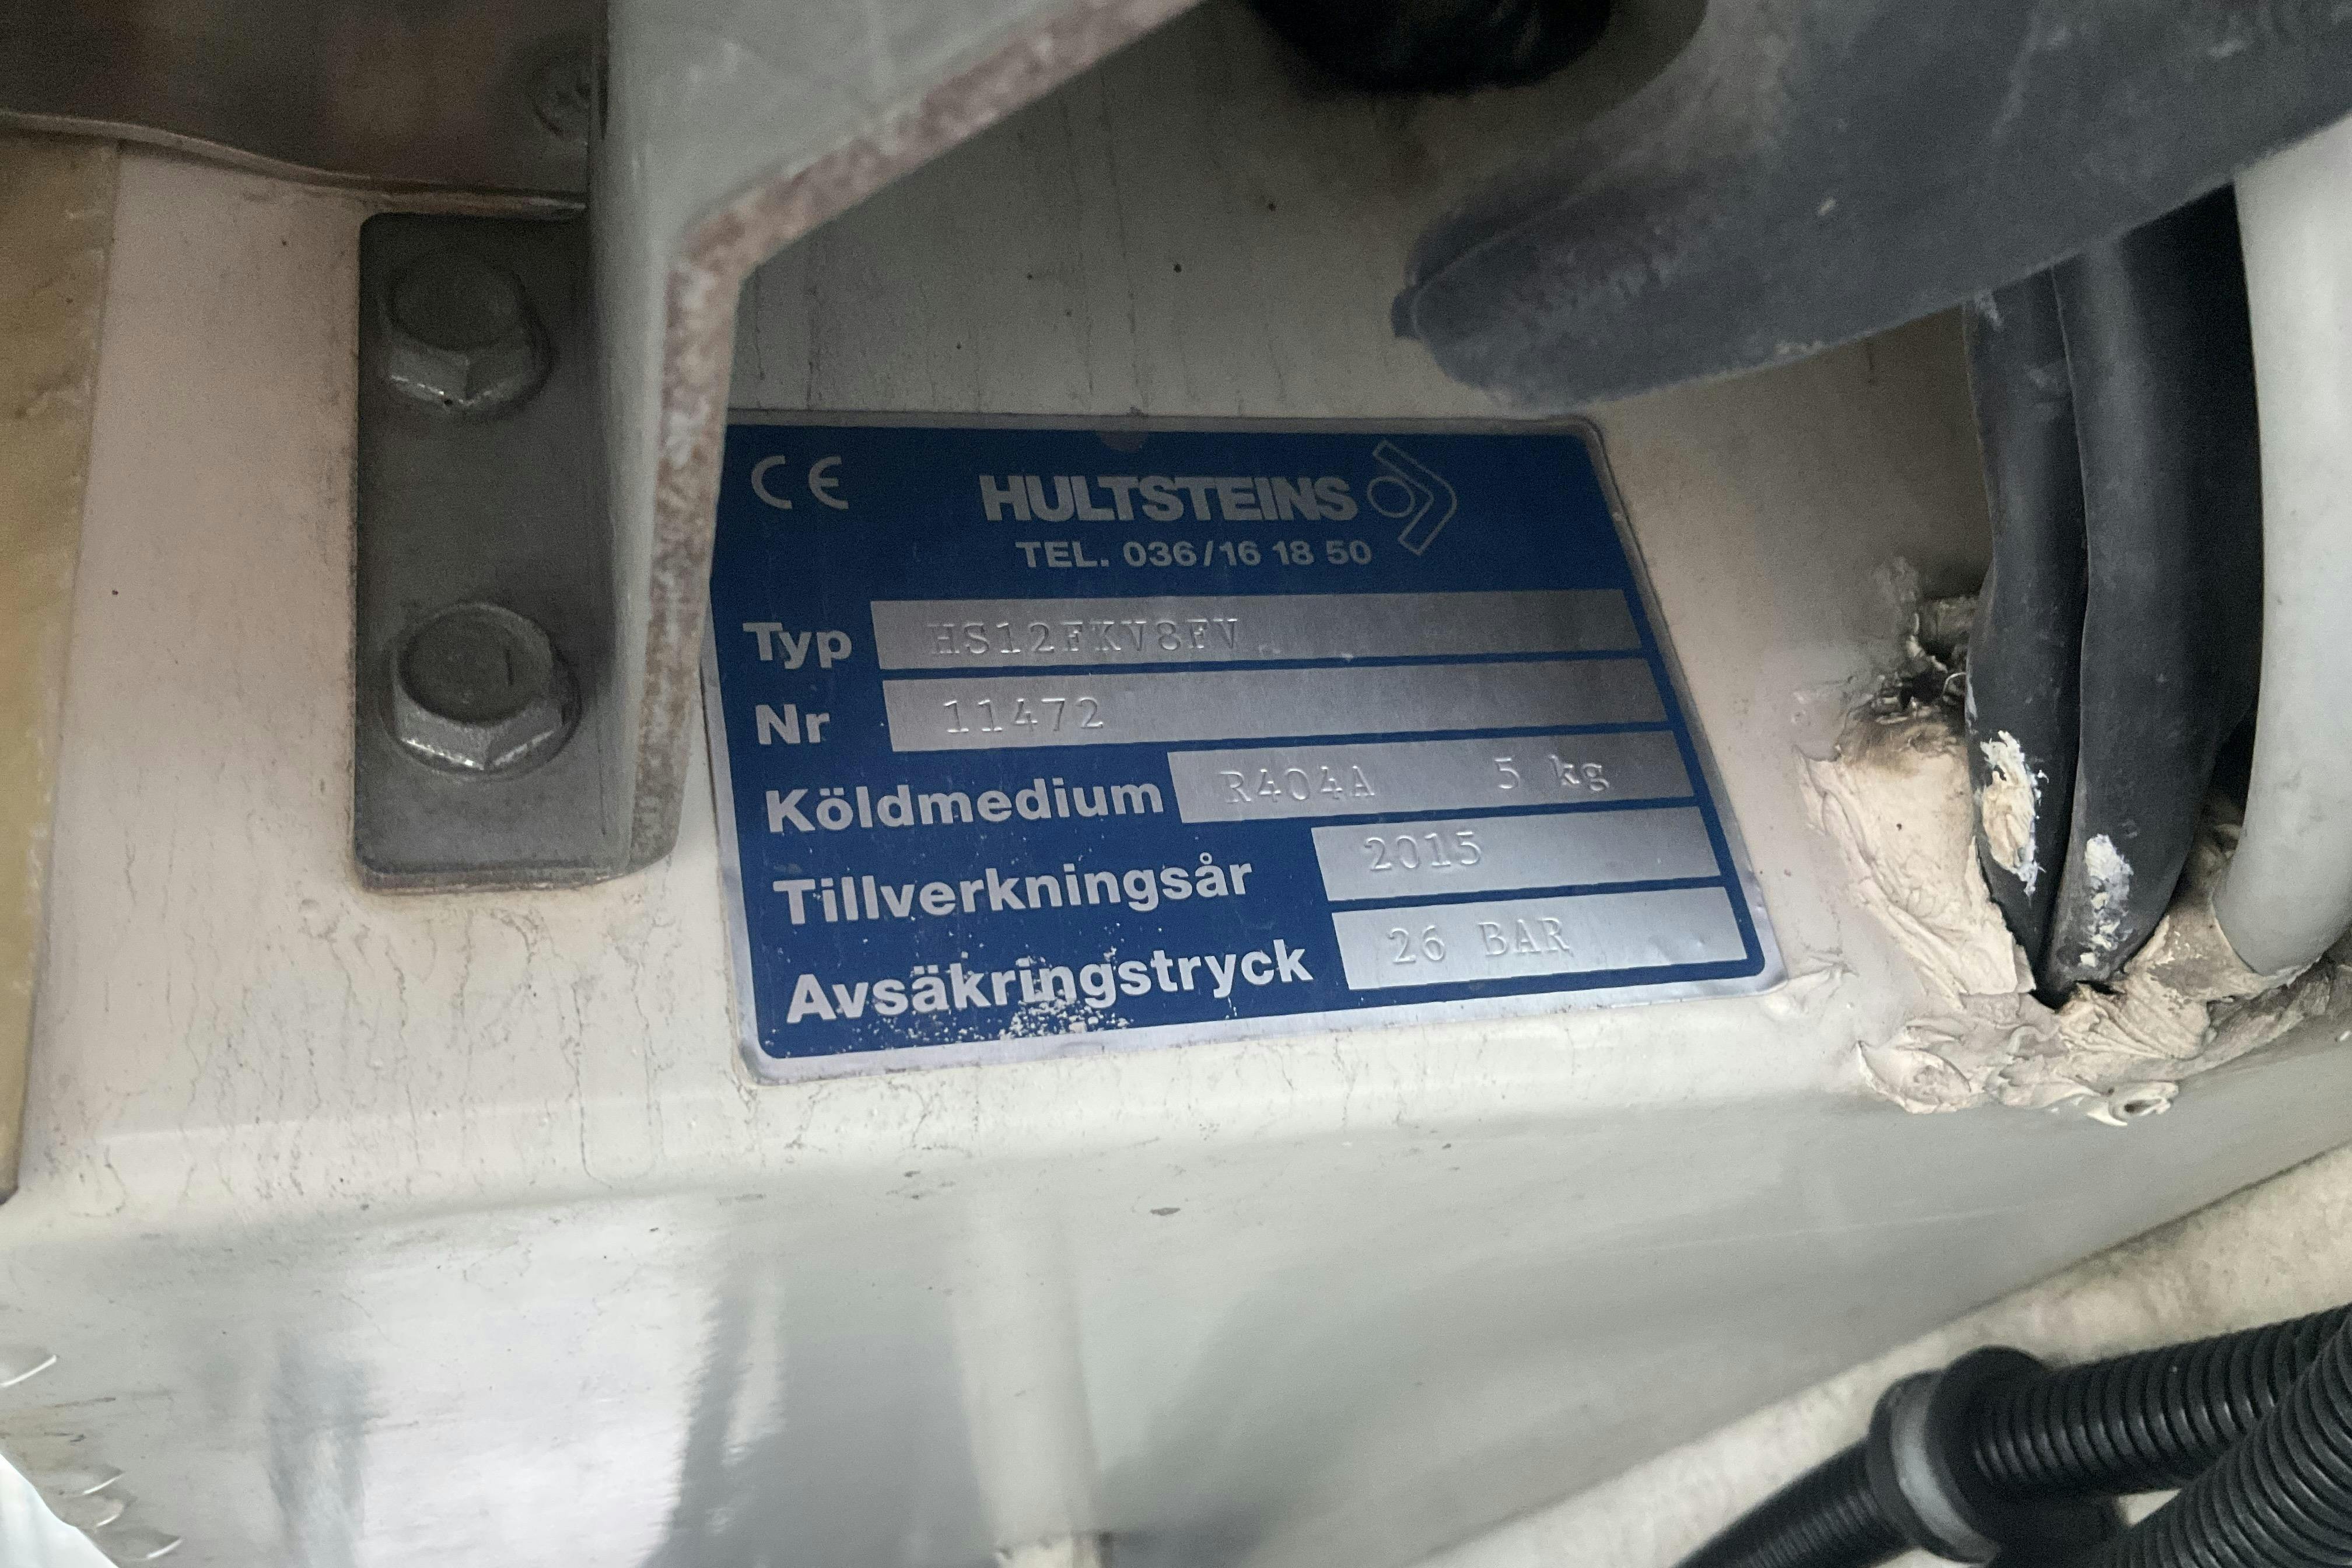 CE
HULTSTEINS
TEL. 036/16 18 50
Typ HS12FKV8FV
Nr 11472
Köldmedium R404A 5 kg
Tillverkningsår 2015
Avsäkringstryck 26 BAR